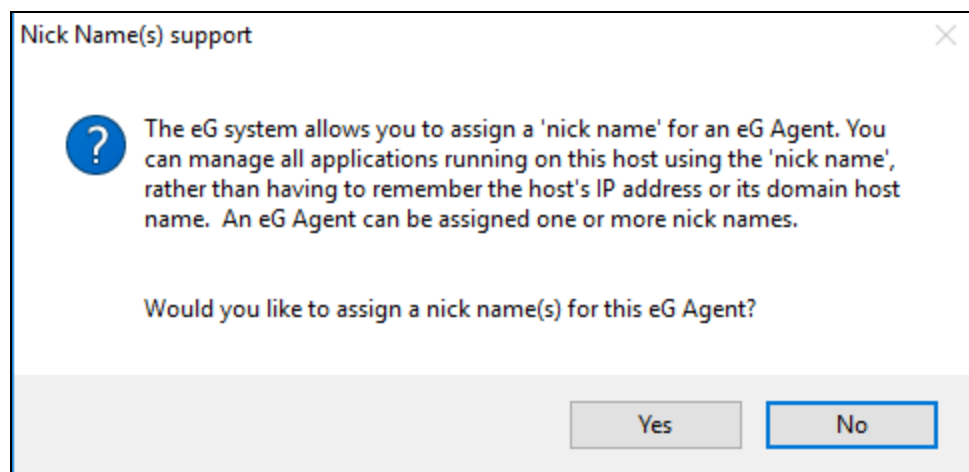 Nick Name(s) support
The eG system allows you to assign a 'nick name' for an eG Agent. You
can manage all applications running on this host using the 'nick name',
rather than having to remember the host's IP address or its domain host
name.  An eG Agent can be assigned one or more nick names.
Would you like to assign a nick name(s) for this eG Agent?
Yes
No